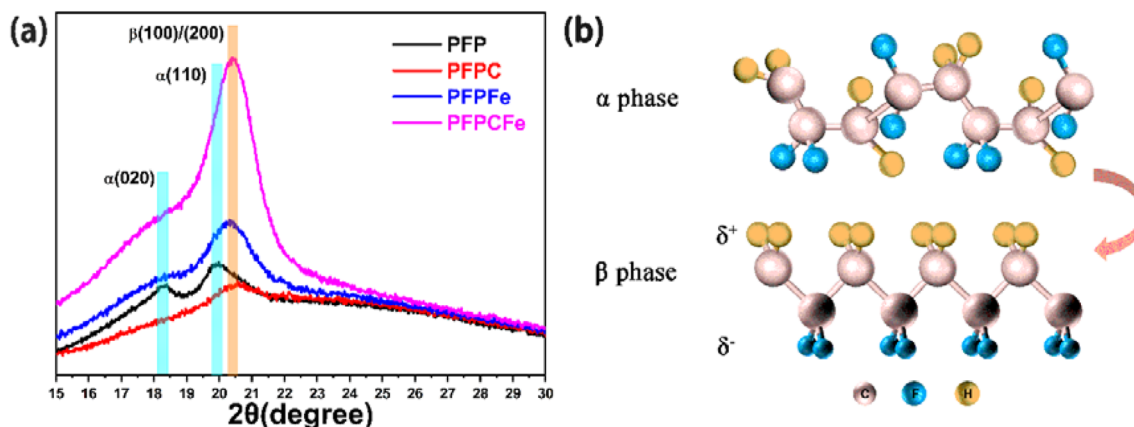 (a)
β(100)/(200)
α(110)
α(020)
PFP
PFPC
PFPFe
PFPCFe
15 16 17 18 19 20 21 22 23 24 25 26 27 28 29 30
2θ(degree)
(b)
α phase
δ⁺
β phase
δ⁻
C F H